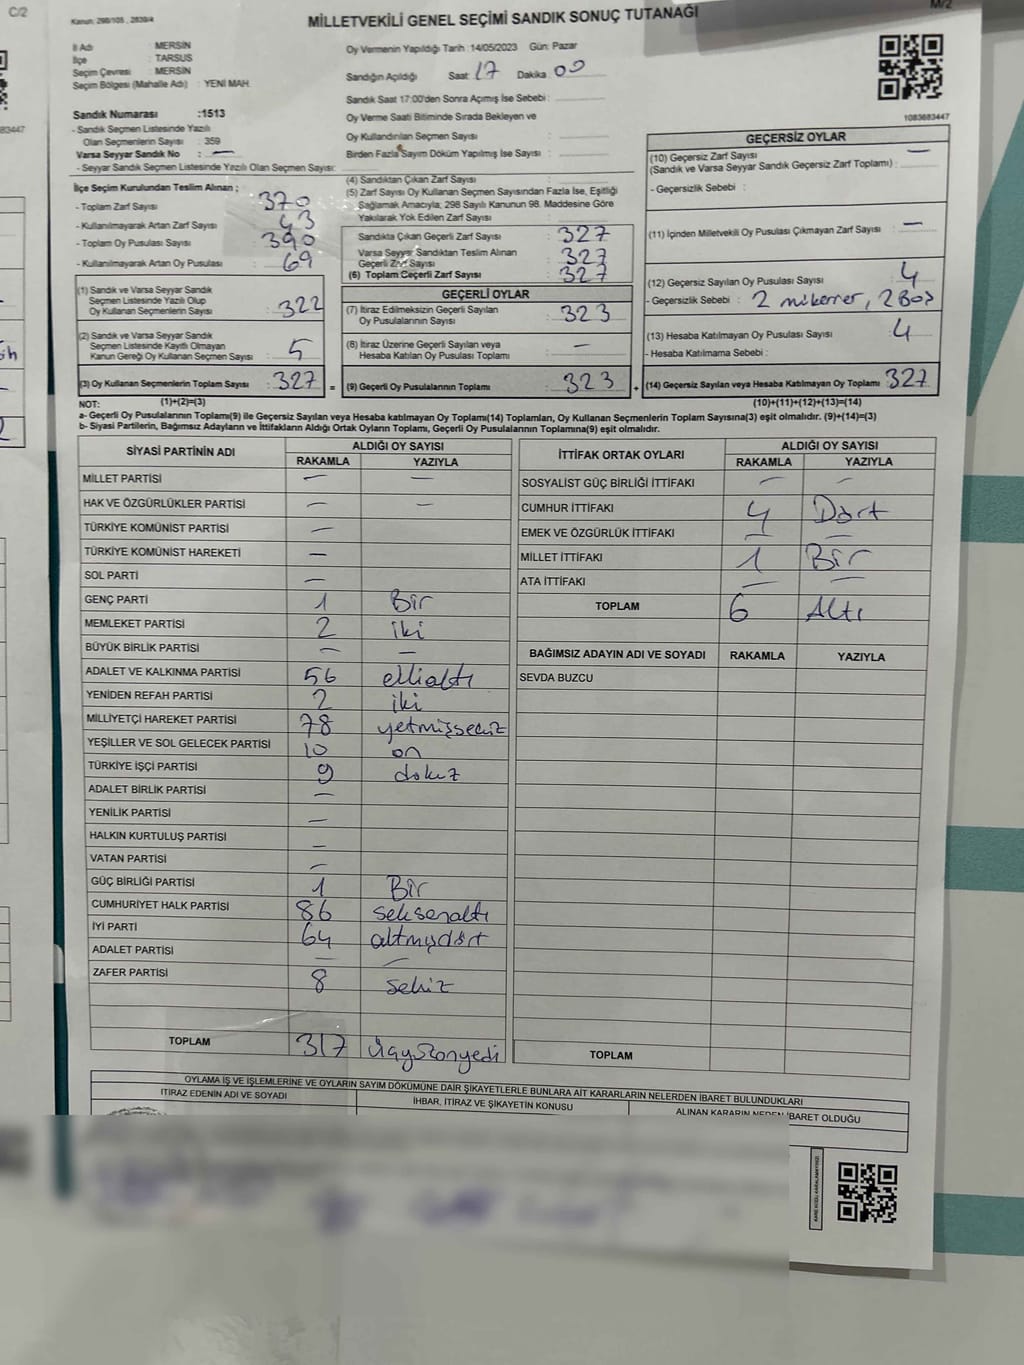 C/2
Kanun: 298/105 , 2839/4
MİLLETVEKİLİ GENEL SEÇİMİ SANDIK SONUÇ TUTANAĞI
M/2
İl Adı : MERSİN
İlçe : TARSUS
Seçim Çevresi : MERSİN
Seçim Bölgesi (Mahalle Adı) : YENİ MAH
Oy Vermenin Yapıldığı Tarih :14/05/2023 Gün: Pazar
Sandığın Açıldığı Saat: 17 Dakika: 00
Sandık Saat 17:00'den Sonra Açımış İse Sebebi :
Oy Verme Saati Bitiminde Sırada Bekleyen ve
Oy Kullandırılan Seçmen Sayısı :
Birden Fazla Sayım Döküm Yapılmış İse Sayısı :
1083683447
83447
Sandık Numarası :1513
- Sandık Seçmen Listesinde Yazılı
Olan Seçmenlerin Sayısı : 359
Varsa Seyyar Sandık No : —
- Seyyar Sandık Seçmen Listesinde Yazılı Olan Seçmen Sayısı:
İlçe Seçim Kurulundan Teslim Alınan ;
- Toplam Zarf Sayısı : 370
- Kullanılmayarak Artan Zarf Sayısı : 43
- Toplam Oy Pusulası Sayısı : 390
- Kullanılmayarak Artan Oy Pusulası : 69
(1) Sandık ve Varsa Seyyar Sandık
Seçmen Listesinde Yazılı Olup
Oy Kullanan Seçmenlerin Sayısı : 322
(2) Sandık ve Varsa Seyyar Sandık
Seçmen Listesinde Kayıtlı Olmayan
Kanun Gereği Oy Kullanan Seçmen Sayısı : 5
(3) Oy Kullanan Seçmenlerin Toplam Sayısı : 327 =
(4) Sandıktan Çıkan Zarf Sayısı :
(5) Zarf Sayısı Oy Kullanan Seçmen Sayısından Fazla İse, Eşitliği
Sağlamak Amacıyla; 298 Sayılı Kanunun 98. Maddesine Göre
Yakılarak Yok Edilen Zarf Sayısı :
Sandıkta Çıkan Geçerli Zarf Sayısı : 327
Varsa Seyyar Sandıktan Teslim Alınan
Geçerli Zarf Sayısı : 327
(6) Toplam Geçerli Zarf Sayısı : 327
GEÇERLİ OYLAR
(7) İtiraz Edilmeksizin Geçerli Sayılan
Oy Pusulalarının Sayısı : 323
(8) İtiraz Üzerine Geçerli Sayılan veya
Hesaba Katılan Oy Pusulası Toplamı : —
(9) Geçerli Oy Pusulalarının Toplamı : 323 +
GEÇERSİZ OYLAR
(10) Geçersiz Zarf Sayısı —
(Sandık ve Varsa Seyyar Sandık Geçersiz Zarf Toplamı) :
- Geçersizlik Sebebi :
(11) İçinden Milletvekili Oy Pusulası Çıkmayan Zarf Sayısı : —
(12) Geçersiz Sayılan Oy Pusulası Sayısı : 4
- Geçersizlik Sebebi : 2 mükerrer, 2 Boş
(13) Hesaba Katılmayan Oy Pusulası Sayısı : 4
- Hesaba Katılmama Sebebi :
(14) Geçersiz Sayılan veya Hesaba Katılmayan Oy Toplamı : 327
NOT: (1)+(2)=(3)
(10)+(11)+(12)+(13)=(14)
a- Geçerli Oy Pusulalarının Toplamı(9) ile Geçersiz Sayılan veya Hesaba katılmayan Oy Toplamı(14) Toplamları, Oy Kullanan Seçmenlerin Toplam Sayısına(3) eşit olmalıdır. (9)+(14)=(3)
b- Siyasi Partilerin, Bağımsız Adayların ve İttifakların Aldığı Ortak Oyların Toplamı, Geçerli Oy Pusulalarının Toplamına(9) eşit olmalıdır.
SİYASİ PARTİNİN ADI ALDIĞI OY SAYISI
RAKAMLA YAZIYLA
MİLLET PARTİSİ — —
HAK VE ÖZGÜRLÜKLER PARTİSİ — —
TÜRKİYE KOMÜNİST PARTİSİ —
TÜRKİYE KOMÜNİST HAREKETİ —
SOL PARTİ —
GENÇ PARTİ 1 Bir
MEMLEKET PARTİSİ 2 iki
BÜYÜK BİRLİK PARTİSİ — —
ADALET VE KALKINMA PARTİSİ 56 ellialtı
YENİDEN REFAH PARTİSİ 2 iki
MİLLİYETÇİ HAREKET PARTİSİ 78 yetmişsekiz
YEŞİLLER VE SOL GELECEK PARTİSİ 10 on
TÜRKİYE İŞÇİ PARTİSİ 9 dokuz
ADALET BİRLİK PARTİSİ —
YENİLİK PARTİSİ —
HALKIN KURTULUŞ PARTİSİ —
VATAN PARTİSİ —
GÜÇ BİRLİĞİ PARTİSİ 1 Bir
CUMHURİYET HALK PARTİSİ 86 seksenaltı
İYİ PARTİ 64 altmışdört
ADALET PARTİSİ — —
ZAFER PARTİSİ 8 sekiz
TOPLAM 317 üçyüzonyedi
İTTİFAK ORTAK OYLARI ALDIĞI OY SAYISI
RAKAMLA YAZIYLA
SOSYALİST GÜÇ BİRLİĞİ İTTİFAKI — —
CUMHUR İTTİFAKI 4 Dört
EMEK VE ÖZGÜRLÜK İTTİFAKI — —
MİLLET İTTİFAKI 1 Bir
ATA İTTİFAKI — —
TOPLAM 6 Altı
BAĞIMSIZ ADAYIN ADI VE SOYADI RAKAMLA YAZIYLA
SEVDA BUZCU
TOPLAM
OYLAMA İŞ VE İŞLEMLERİNE VE OYLARIN SAYIM DÖKÜMÜNE DAİR ŞİKAYETLERLE BUNLARA AİT KARARLARIN NELERDEN İBARET BULUNDUKLARI
İTİRAZ EDENİN ADI VE SOYADI
İHBAR, İTİRAZ VE ŞİKAYETİN KONUSU
ALINAN KARARIN NEDEN İBARET OLDUĞU
KARE KODU KARALAMAYINIZ!